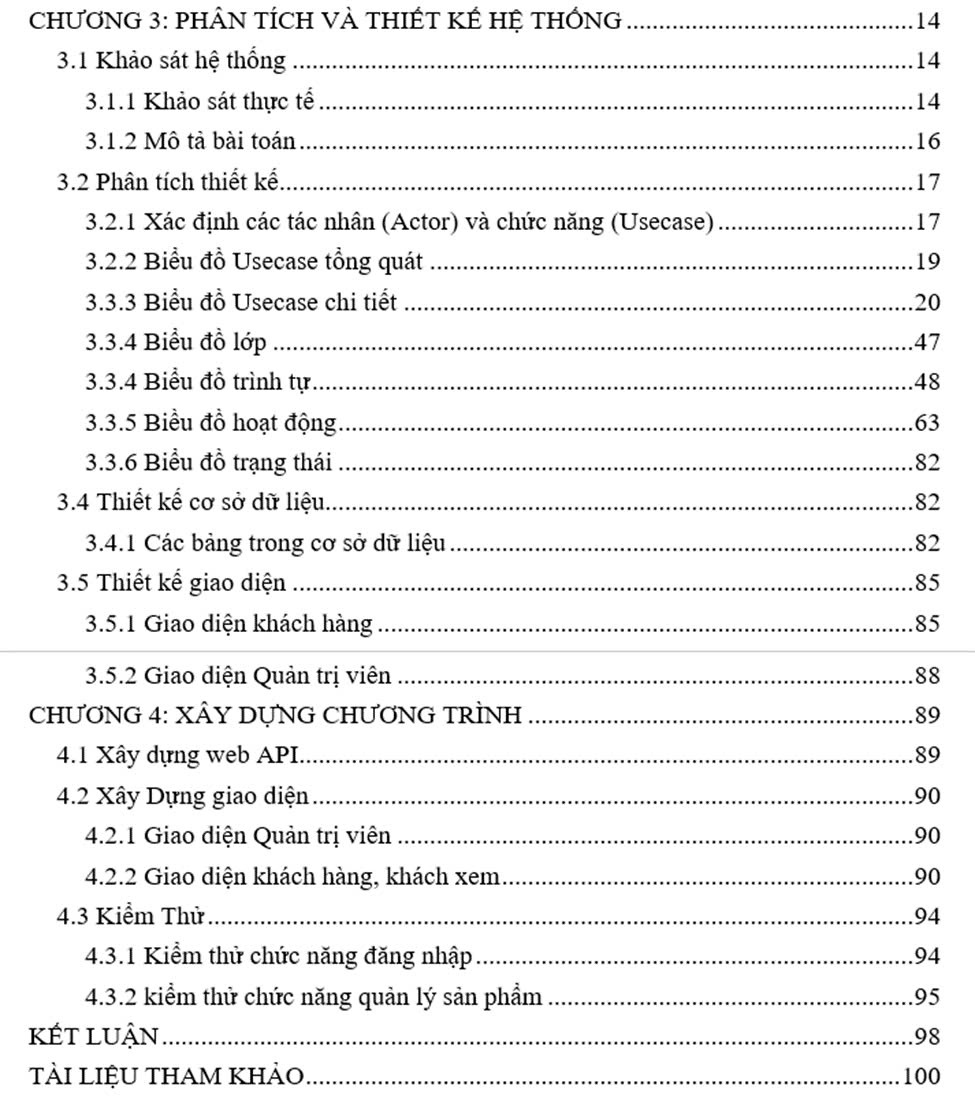 CHƯƠNG 3: PHÂN TÍCH VÀ THIẾT KẾ HỆ THỐNG ... 14
3.1 Khảo sát hệ thống ... 14
3.1.1 Khảo sát thực tế ... 14
3.1.2 Mô tả bài toán ... 16
3.2 Phân tích thiết kế ... 17
3.2.1 Xác định các tác nhân (Actor) và chức năng (Usecase) ... 17
3.2.2 Biểu đồ Usecase tổng quát ... 19
3.3.3 Biểu đồ Usecase chi tiết ... 20
3.3.4 Biểu đồ lớp ... 47
3.3.4 Biểu đồ trình tự ... 48
3.3.5 Biểu đồ hoạt động ... 63
3.3.6 Biểu đồ trạng thái ... 82
3.4 Thiết kế cơ sở dữ liệu ... 82
3.4.1 Các bảng trong cơ sở dữ liệu ... 82
3.5 Thiết kế giao diện ... 85
3.5.1 Giao diện khách hàng ... 85
3.5.2 Giao diện Quản trị viên ... 88
CHƯƠNG 4: XÂY DỰNG CHƯƠNG TRÌNH ... 89
4.1 Xây dựng web API ... 89
4.2 Xây Dựng giao diện ... 90
4.2.1 Giao diện Quản trị viên ... 90
4.2.2 Giao diện khách hàng, khách xem ... 90
4.3 Kiểm Thử ... 94
4.3.1 Kiểm thử chức năng đăng nhập ... 94
4.3.2 kiểm thử chức năng quản lý sản phẩm ... 95
KẾT LUẬN ... 98
TÀI LIỆU THAM KHẢO ... 100